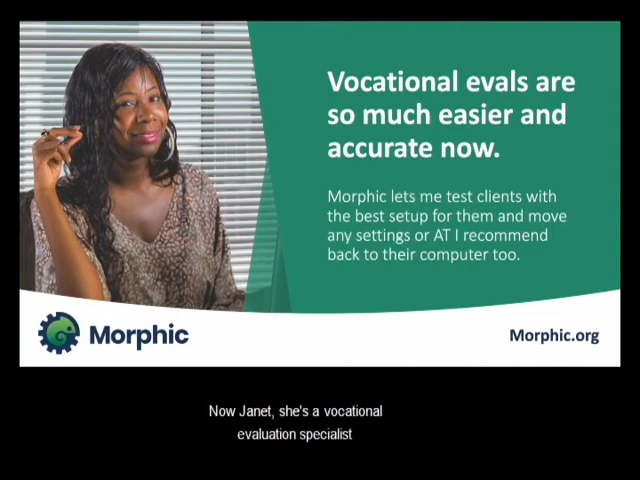 Vocational evals are
so much easier and
accurate now.
Morphic lets me test clients with
the best setup for them and move
any settings or AT I recommend
back to their computer too.
Morphic
Morphic.org
Now Janet, she's a vocational
evaluation specialist